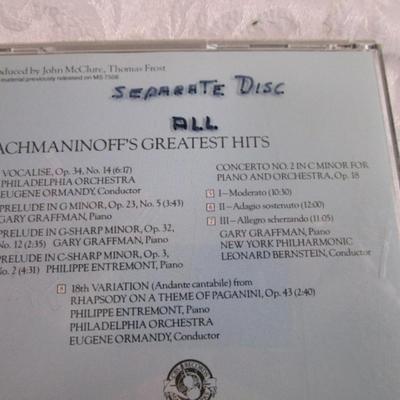 oduced by John McClure, Thomas Frost
material previously released on MS 7508
SEPARATE DISC
ALL
ACHMANINOFF'S GREATEST HITS
VOCALISE, Op. 34, No. 14 (6:17)
PHILADELPHIA ORCHESTRA
EUGENE ORMANDY, Conductor
PRELUDE IN G MINOR, Op. 23, No. 5 (3:43)
GARY GRAFFMAN, Piano
PRELUDE IN G-SHARP MINOR, Op. 32,
No. 12 (2:35) GARY GRAFFMAN, Piano
PRELUDE IN C-SHARP MINOR, Op. 3,
No. 2 (4:31) PHILIPPE ENTREMONT, Piano
CONCERTO NO. 2 IN C MINOR FOR
PIANO AND ORCHESTRA, Op. 18
5 I–Moderato (10:30)
6 II–Adagio sostenuto (12:00)
7 III–Allegro scherzando (11:05)
GARY GRAFFMAN, Piano
NEW YORK PHILHARMONIC
LEONARD BERNSTEIN, Conductor
8 18th VARIATION (Andante cantabile) from
RHAPSODY ON A THEME OF PAGANINI, Op. 43 (2:40)
PHILIPPE ENTREMONT, Piano
PHILADELPHIA ORCHESTRA
EUGENE ORMANDY, Conductor